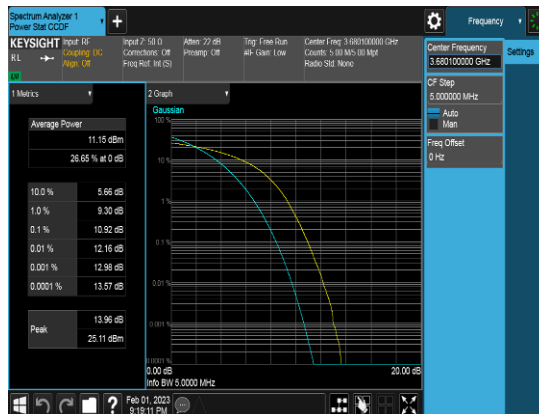 Spectrum Analyzer 1
Power Stat CCDF
Frequency
KEYSIGHT
RL
Input: RF
Coupling: DC
Align: Off
Input Z: 50 Ω
Corrections: Off
Freq Ref: Int (S)
Atten: 22 dB
Preamp: Off
Trig: Free Run
#IF Gain: Low
Center Freq: 3.680100000 GHz
Counts: 5.00 M/5.00 Mpt
Radio Std: None
Center Frequency
3.680100000 GHz
Settings
CF Step
5.000000 MHz
Auto
Man
Freq Offset
0 Hz
1 Metrics
Average Power
11.15 dBm
26.65 % at 0 dB
10.0 % 5.66 dB
1.0 % 9.30 dB
0.1 % 10.92 dB
0.01 % 12.16 dB
0.001 % 12.98 dB
0.0001 % 13.57 dB
Peak
13.96 dB
25.11 dBm
2 Graph
Gaussian
100 %
10 %
1 %
0.1 %
0.01 %
0.001 %
0.0001 %
0.00 dB
20.00 dB
Info BW 5.0000 MHz
?
Feb 01, 2023
9:19:11 PM